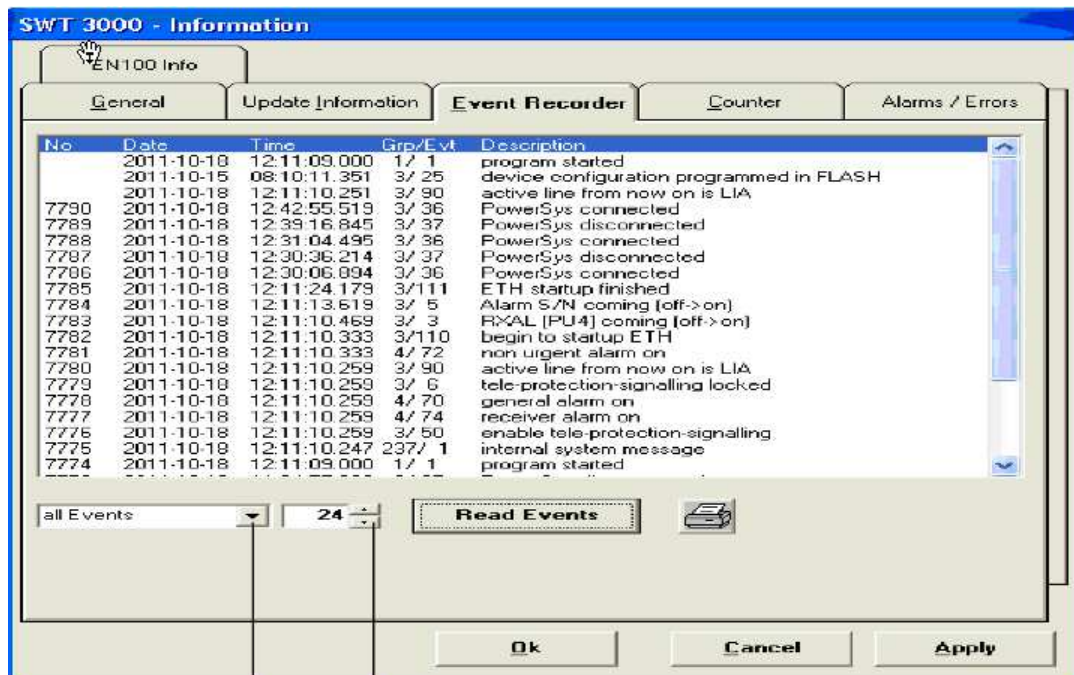 SWT 3000 - Information
EN100 Info
General Update Information Event Recorder Counter Alarms / Errors
No Date Time Grp/Evt Description
2011-10-18 12:11:09.000 1/ 1 program started
2011-10-15 08:10:11.351 3/ 25 device configuration programmed in FLASH
2011-10-18 12:11:10.251 3/ 90 active line from now on is LIA
7790 2011-10-18 12:42:55.519 3/ 36 PowerSys connected
7789 2011-10-18 12:39:16.845 3/ 37 PowerSys disconnected
7788 2011-10-18 12:31:04.495 3/ 36 PowerSys connected
7787 2011-10-18 12:30:36.214 3/ 37 PowerSys disconnected
7786 2011-10-18 12:30:06.894 3/ 36 PowerSys connected
7785 2011-10-18 12:11:24.179 3/111 ETH startup finished
7784 2011-10-18 12:11:13.619 3/ 5 Alarm S/N coming (off->on)
7783 2011-10-18 12:11:10.469 3/ 3 RXAL [PU4] coming (off->on)
7782 2011-10-18 12:11:10.333 3/110 begin to startup ETH
7781 2011-10-18 12:11:10.333 4/ 72 non urgent alarm on
7780 2011-10-18 12:11:10.259 3/ 90 active line from now on is LIA
7779 2011-10-18 12:11:10.259 3/ 6 tele-protection-signalling locked
7778 2011-10-18 12:11:10.259 4/ 70 general alarm on
7777 2011-10-18 12:11:10.259 4/ 74 receiver alarm on
7776 2011-10-18 12:11:10.259 3/ 50 enable tele-protection-signalling
7775 2011-10-18 12:11:10.247 237/ 1 internal system message
7774 2011-10-18 12:11:09.000 1/ 1 program started
all Events 24 Read Events
Ok Cancel Apply